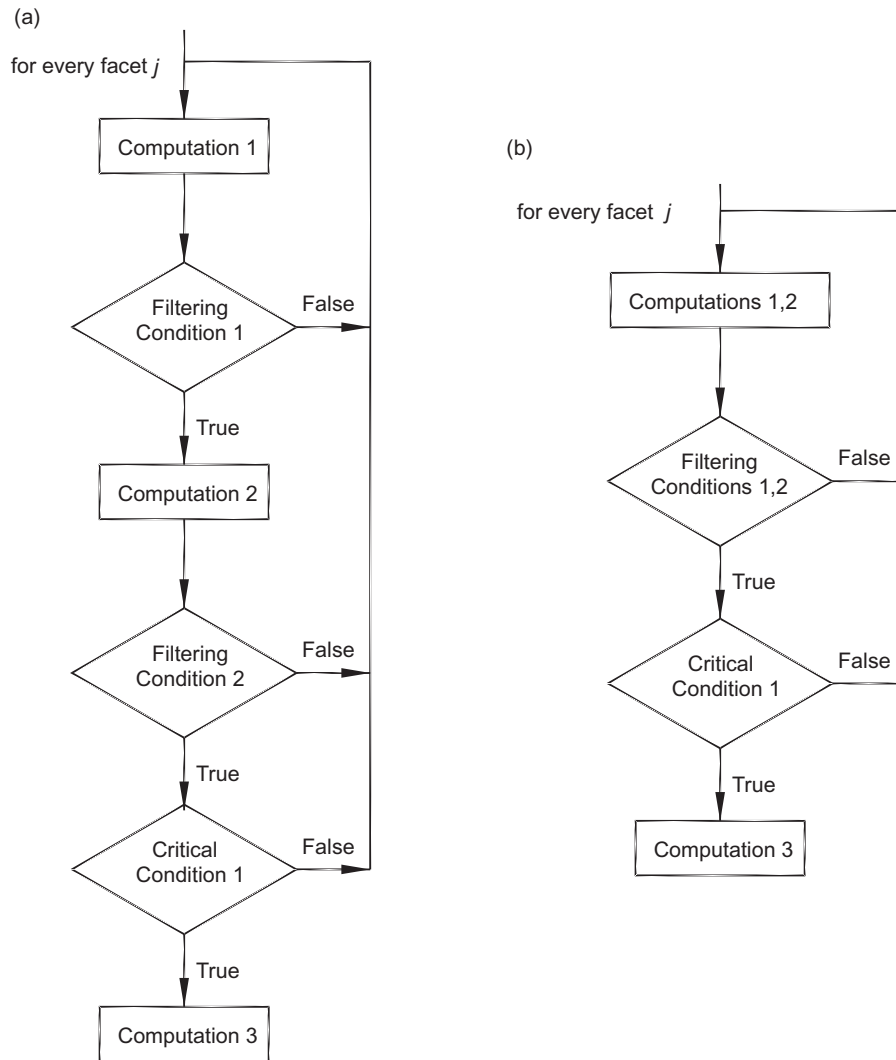 (a)
for every facet j
Computation 1
Filtering
Condition 1
False
True
Computation 2
Filtering
Condition 2
False
True
Critical
Condition 1
False
True
Computation 3
(b)
for every facet j
Computations 1,2
Filtering
Conditions 1,2
False
True
Critical
Condition 1
False
True
Computation 3